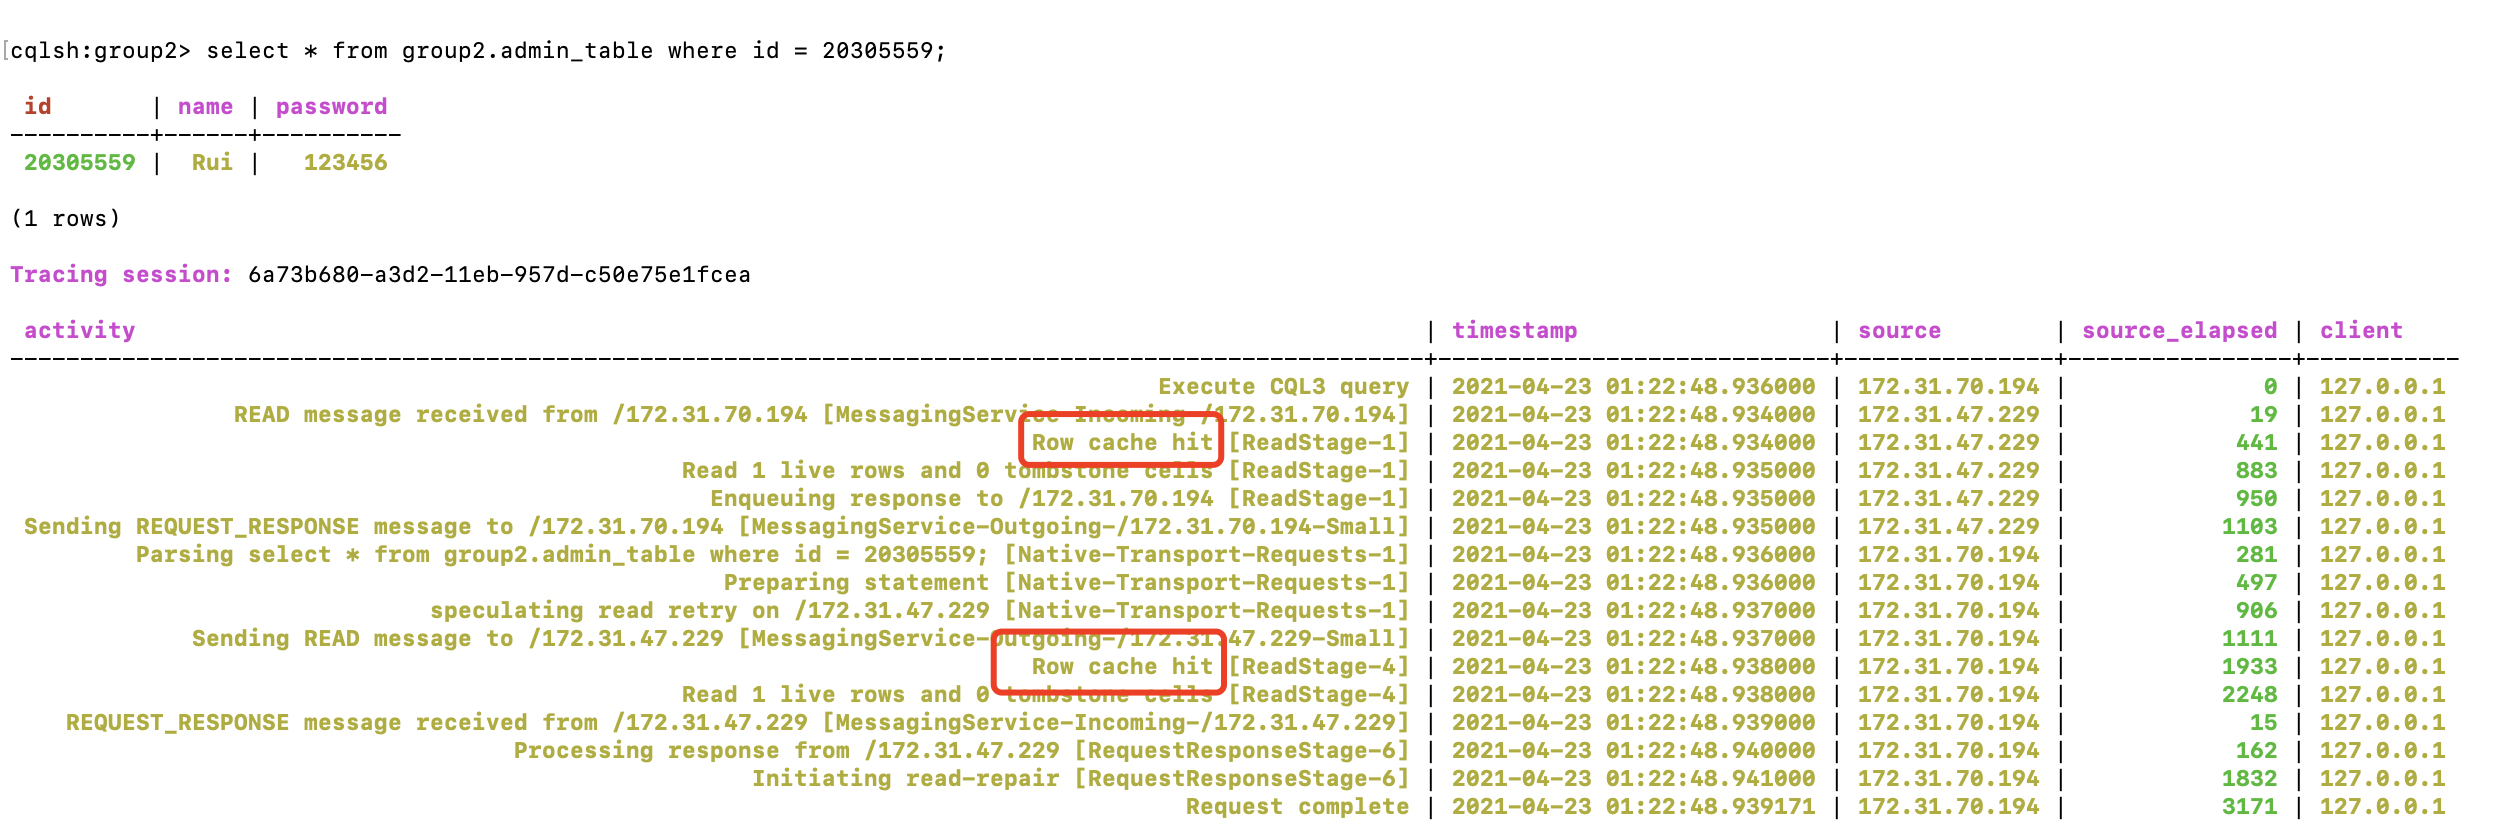 [cqlsh:group2> select * from group2.admin_table where id = 20305559;
id | name | password
----------+------+----------
20305559 | Rui | 123456
(1 rows)
Tracing session: 6a73b680-a3d2-11eb-957d-c50e75e1fcea
activity | timestamp | source | source_elapsed | client
-----------------------------------------------------------------------------------------------------+----------------------------+---------------+----------------+-----------
Execute CQL3 query | 2021-04-23 01:22:48.936000 | 172.31.70.194 | 0 | 127.0.0.1
READ message received from /172.31.70.194 [MessagingService-Incoming-/172.31.70.194] | 2021-04-23 01:22:48.934000 | 172.31.47.229 | 19 | 127.0.0.1
Row cache hit [ReadStage-1] | 2021-04-23 01:22:48.934000 | 172.31.47.229 | 441 | 127.0.0.1
Read 1 live rows and 0 tombstone cells [ReadStage-1] | 2021-04-23 01:22:48.935000 | 172.31.47.229 | 883 | 127.0.0.1
Enqueuing response to /172.31.70.194 [ReadStage-1] | 2021-04-23 01:22:48.935000 | 172.31.47.229 | 950 | 127.0.0.1
Sending REQUEST_RESPONSE message to /172.31.70.194 [MessagingService-Outgoing-/172.31.70.194-Small] | 2021-04-23 01:22:48.935000 | 172.31.47.229 | 1103 | 127.0.0.1
Parsing select * from group2.admin_table where id = 20305559; [Native-Transport-Requests-1] | 2021-04-23 01:22:48.936000 | 172.31.70.194 | 281 | 127.0.0.1
Preparing statement [Native-Transport-Requests-1] | 2021-04-23 01:22:48.936000 | 172.31.70.194 | 497 | 127.0.0.1
speculating read retry on /172.31.47.229 [Native-Transport-Requests-1] | 2021-04-23 01:22:48.937000 | 172.31.70.194 | 906 | 127.0.0.1
Sending READ message to /172.31.47.229 [MessagingService-Outgoing-/172.31.47.229-Small] | 2021-04-23 01:22:48.937000 | 172.31.70.194 | 1111 | 127.0.0.1
Row cache hit [ReadStage-4] | 2021-04-23 01:22:48.938000 | 172.31.70.194 | 1933 | 127.0.0.1
Read 1 live rows and 0 tombstone cells [ReadStage-4] | 2021-04-23 01:22:48.938000 | 172.31.70.194 | 2248 | 127.0.0.1
REQUEST_RESPONSE message received from /172.31.47.229 [MessagingService-Incoming-/172.31.47.229] | 2021-04-23 01:22:48.939000 | 172.31.70.194 | 15 | 127.0.0.1
Processing response from /172.31.47.229 [RequestResponseStage-6] | 2021-04-23 01:22:48.940000 | 172.31.70.194 | 162 | 127.0.0.1
Initiating read-repair [RequestResponseStage-6] | 2021-04-23 01:22:48.941000 | 172.31.70.194 | 1832 | 127.0.0.1
Request complete | 2021-04-23 01:22:48.939171 | 172.31.70.194 | 3171 | 127.0.0.1